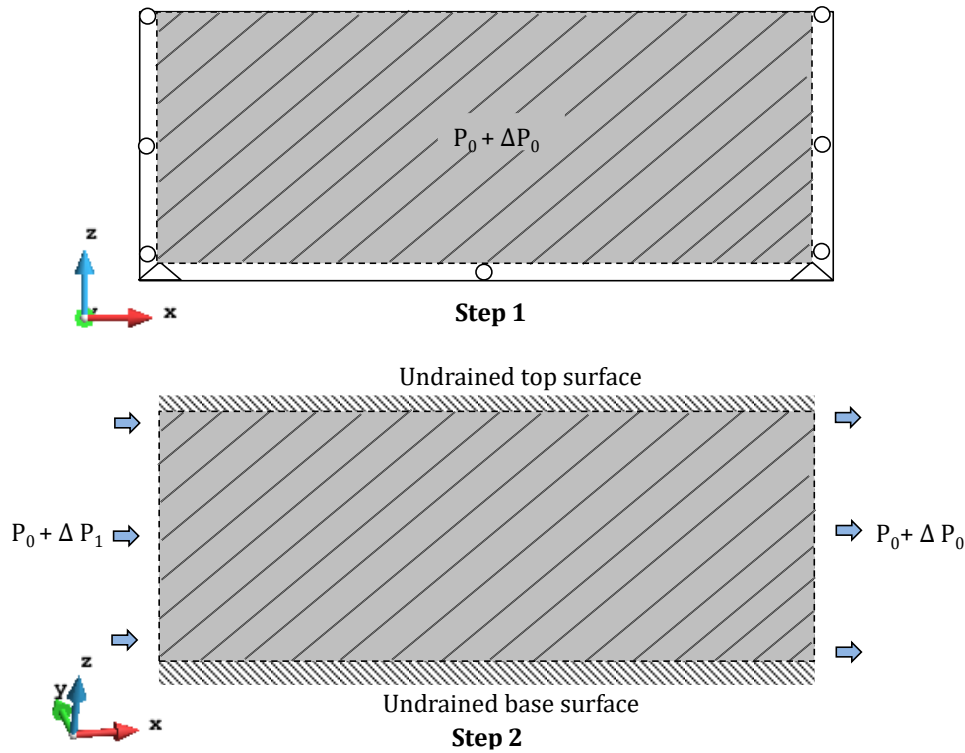 P₀ + ΔP₀
z
x
Step 1
Undrained top surface
P₀ + Δ P₁
P₀ + Δ P₀
y
z
x
Undrained base surface
Step 2